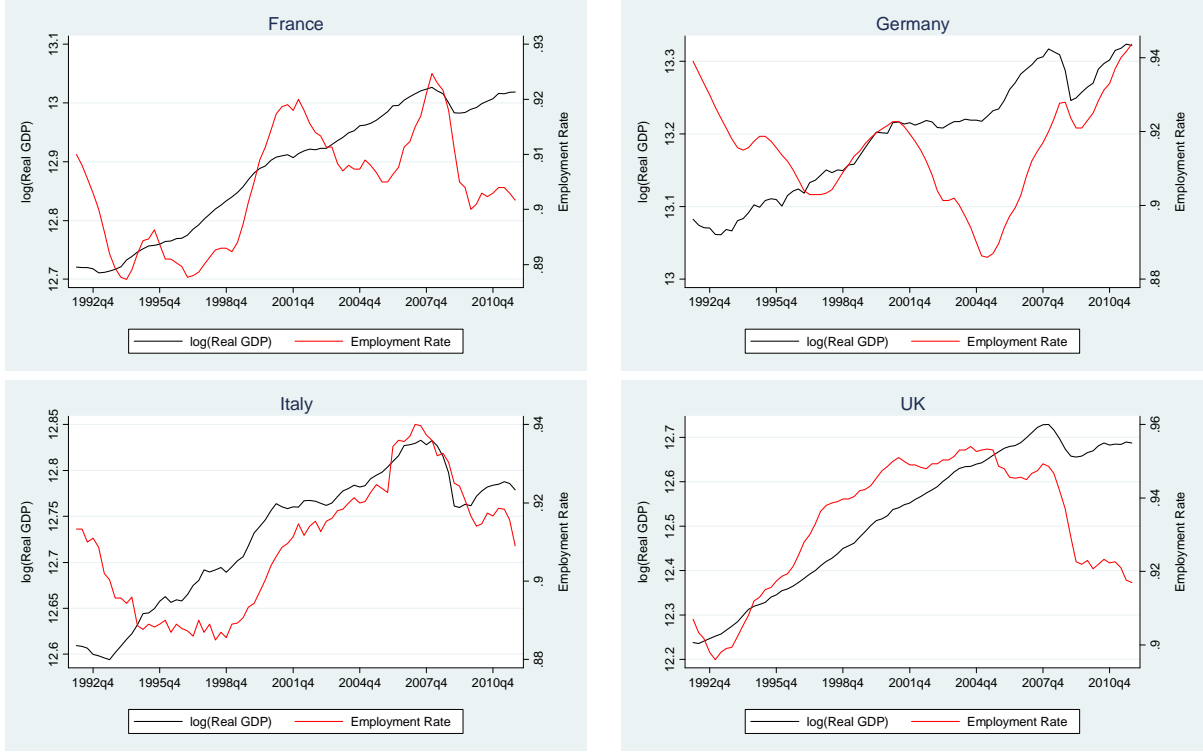 France
13.1
13
12.9
12.8
12.7
log(Real GDP)
.93
.92
.91
.9
.89
Employment Rate
1992q4 1995q4 1998q4 2001q4 2004q4 2007q4 2010q4
log(Real GDP) Employment Rate
Germany
13.3
13.2
13.1
13
log(Real GDP)
.94
.92
.9
.88
Employment Rate
1992q4 1995q4 1998q4 2001q4 2004q4 2007q4 2010q4
log(Real GDP) Employment Rate
Italy
12.85
12.8
12.75
12.7
12.65
12.6
log(Real GDP)
.94
.92
.9
.88
Employment Rate
1992q4 1995q4 1998q4 2001q4 2004q4 2007q4 2010q4
log(Real GDP) Employment Rate
UK
12.7
12.6
12.5
12.4
12.3
12.2
log(Real GDP)
.96
.94
.92
.9
Employment Rate
1992q4 1995q4 1998q4 2001q4 2004q4 2007q4 2010q4
log(Real GDP) Employment Rate